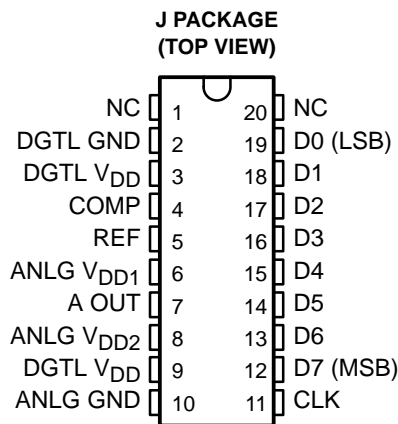 J PACKAGE
(TOP VIEW)
NC 1 20 NC
DGTL GND 2 19 D0 (LSB)
DGTL VDD 3 18 D1
COMP 4 17 D2
REF 5 16 D3
ANLG VDD1 6 15 D4
A OUT 7 14 D5
ANLG VDD2 8 13 D6
DGTL VDD 9 12 D7 (MSB)
ANLG GND 10 11 CLK